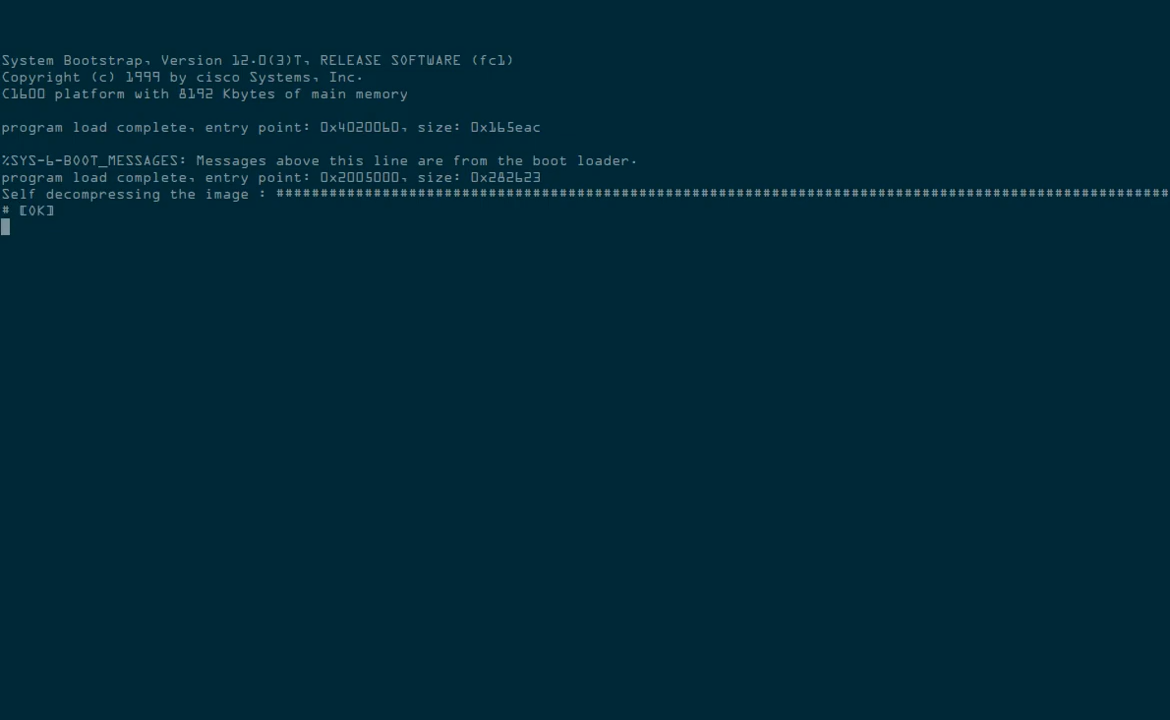 System Bootstrap, Version 12.0(3)T, RELEASE SOFTWARE (fc1)
Copyright (c) 1999 by cisco Systems, Inc.
C1600 platform with 8192 Kbytes of main memory
program load complete, entry point: 0x4020060, size: 0x165eac
%SYS-6-BOOT_MESSAGES: Messages above this line are from the boot loader.
program load complete, entry point: 0x2005000, size: 0x282623
Self decompressing the image : #####################################################################################################
# [OK]